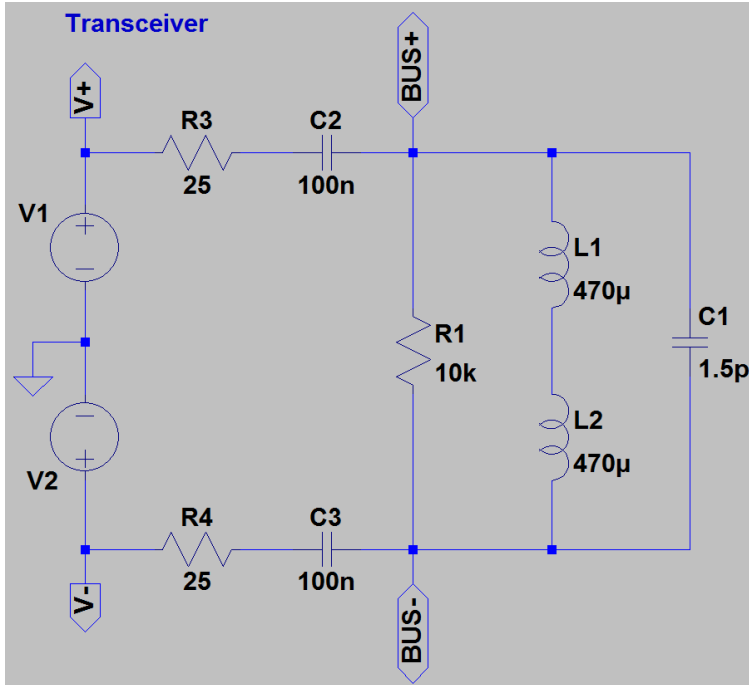 Transceiver
V+
BUS+
R3
25
C2
100n
V1
L1
470µ
C1
1.5p
R1
10k
L2
470µ
V2
R4
25
C3
100n
V-
BUS-